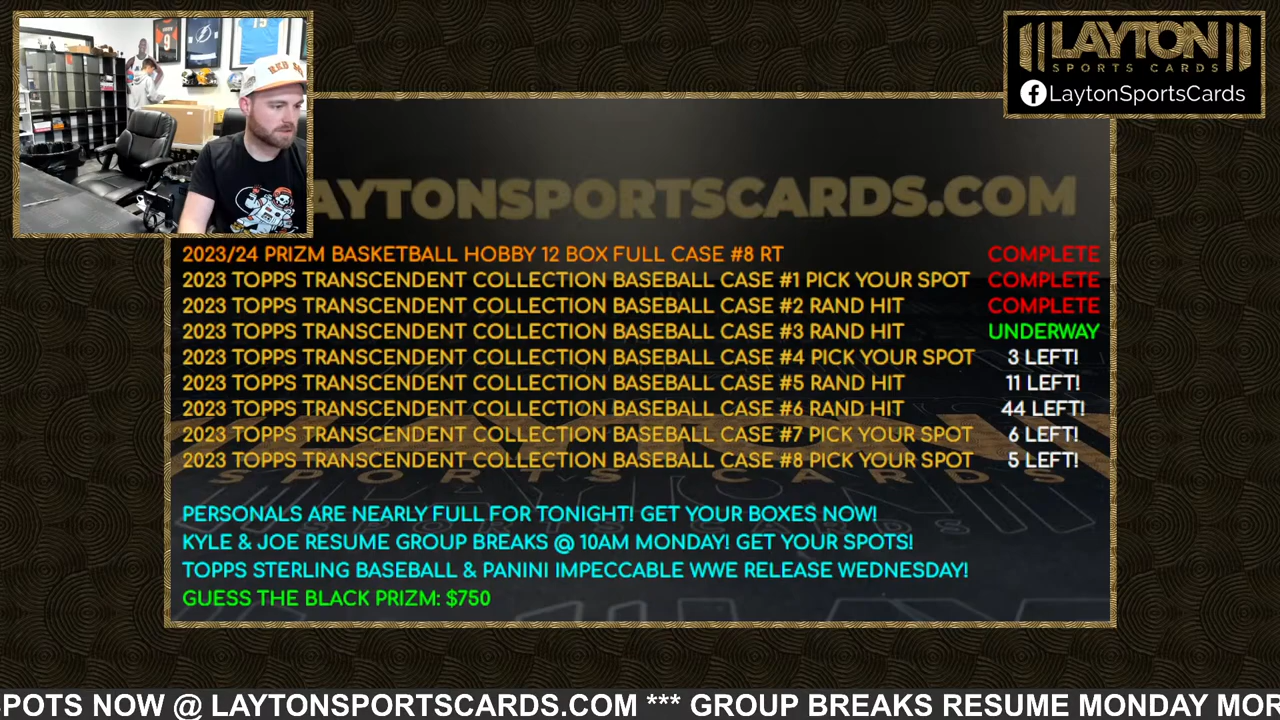 LAYTON
SPORTS CARDS
LaytonSportsCards
LAYTONSPORTSCARDS.COM
2023/24 PRIZM BASKETBALL HOBBY 12 BOX FULL CASE #8 RT COMPLETE
2023 TOPPS TRANSCENDENT COLLECTION BASEBALL CASE #1 PICK YOUR SPOT COMPLETE
2023 TOPPS TRANSCENDENT COLLECTION BASEBALL CASE #2 RAND HIT COMPLETE
2023 TOPPS TRANSCENDENT COLLECTION BASEBALL CASE #3 RAND HIT UNDERWAY
2023 TOPPS TRANSCENDENT COLLECTION BASEBALL CASE #4 PICK YOUR SPOT 3 LEFT!
2023 TOPPS TRANSCENDENT COLLECTION BASEBALL CASE #5 RAND HIT 11 LEFT!
2023 TOPPS TRANSCENDENT COLLECTION BASEBALL CASE #6 RAND HIT 44 LEFT!
2023 TOPPS TRANSCENDENT COLLECTION BASEBALL CASE #7 PICK YOUR SPOT 6 LEFT!
2023 TOPPS TRANSCENDENT COLLECTION BASEBALL CASE #8 PICK YOUR SPOT 5 LEFT!
SPORTS CARDS
PERSONALS ARE NEARLY FULL FOR TONIGHT! GET YOUR BOXES NOW!
KYLE & JOE RESUME GROUP BREAKS @ 10AM MONDAY! GET YOUR SPOTS!
TOPPS STERLING BASEBALL & PANINI IMPECCABLE WWE RELEASE WEDNESDAY!
GUESS THE BLACK PRIZM: $750
POTS NOW @ LAYTONSPORTSCARDS.COM *** GROUP BREAKS RESUME MONDAY MOR